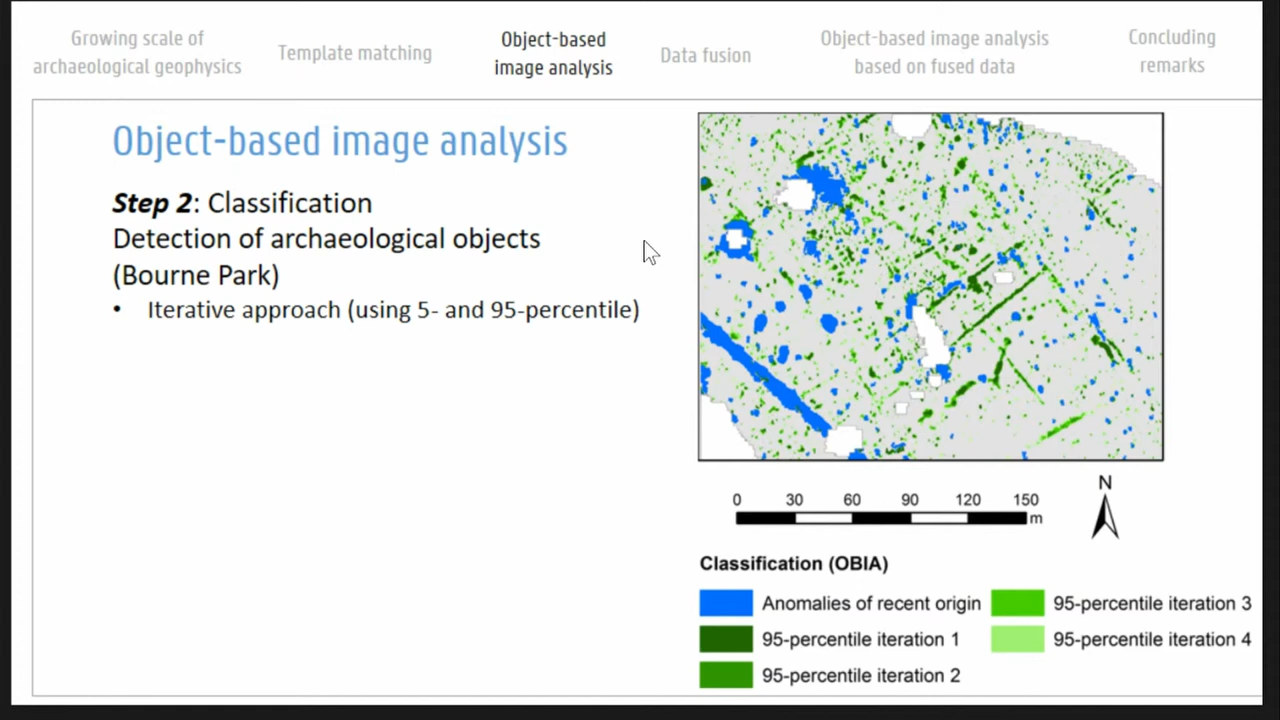 Growing scale of
archaeological geophysics
Template matching
Object-based
image analysis
Data fusion
Object-based image analysis
based on fused data
Concluding
remarks
Object-based image analysis
Step 2: Classification
Detection of archaeological objects
(Bourne Park)
• Iterative approach (using 5- and 95-percentile)
0 30 60 90 120 150
m
N
Classification (OBIA)
Anomalies of recent origin
95-percentile iteration 1
95-percentile iteration 2
95-percentile iteration 3
95-percentile iteration 4